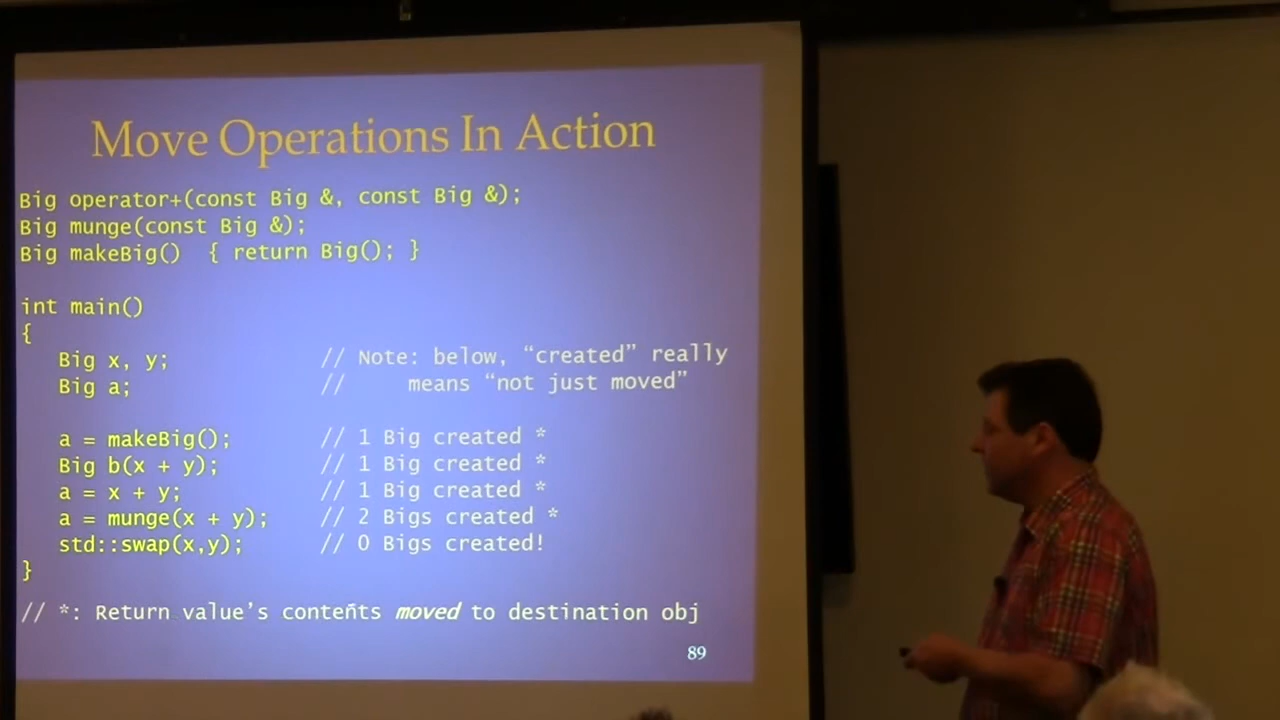 Move Operations In Action
Big operator+(const Big &, const Big &);
Big munge(const Big &);
Big makeBig()  { return Big(); }
int main()
{
Big x, y; // Note: below, “created” really
Big a; // means “not just moved”
a = makeBig(); // 1 Big created *
Big b(x + y); // 1 Big created *
a = x + y; // 1 Big created *
a = munge(x + y); // 2 Bigs created *
std::swap(x,y); // 0 Bigs created!
}
// *: Return value’s contents moved to destination obj
89